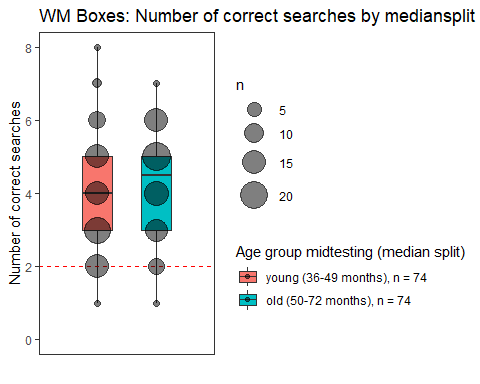 WM Boxes: Number of correct searches by mediansplit
8
6
4
2
0
Number of correct searches
n
5
10
15
20
Age group midtesting (median split)
young (36-49 months), n = 74
old (50-72 months), n = 74